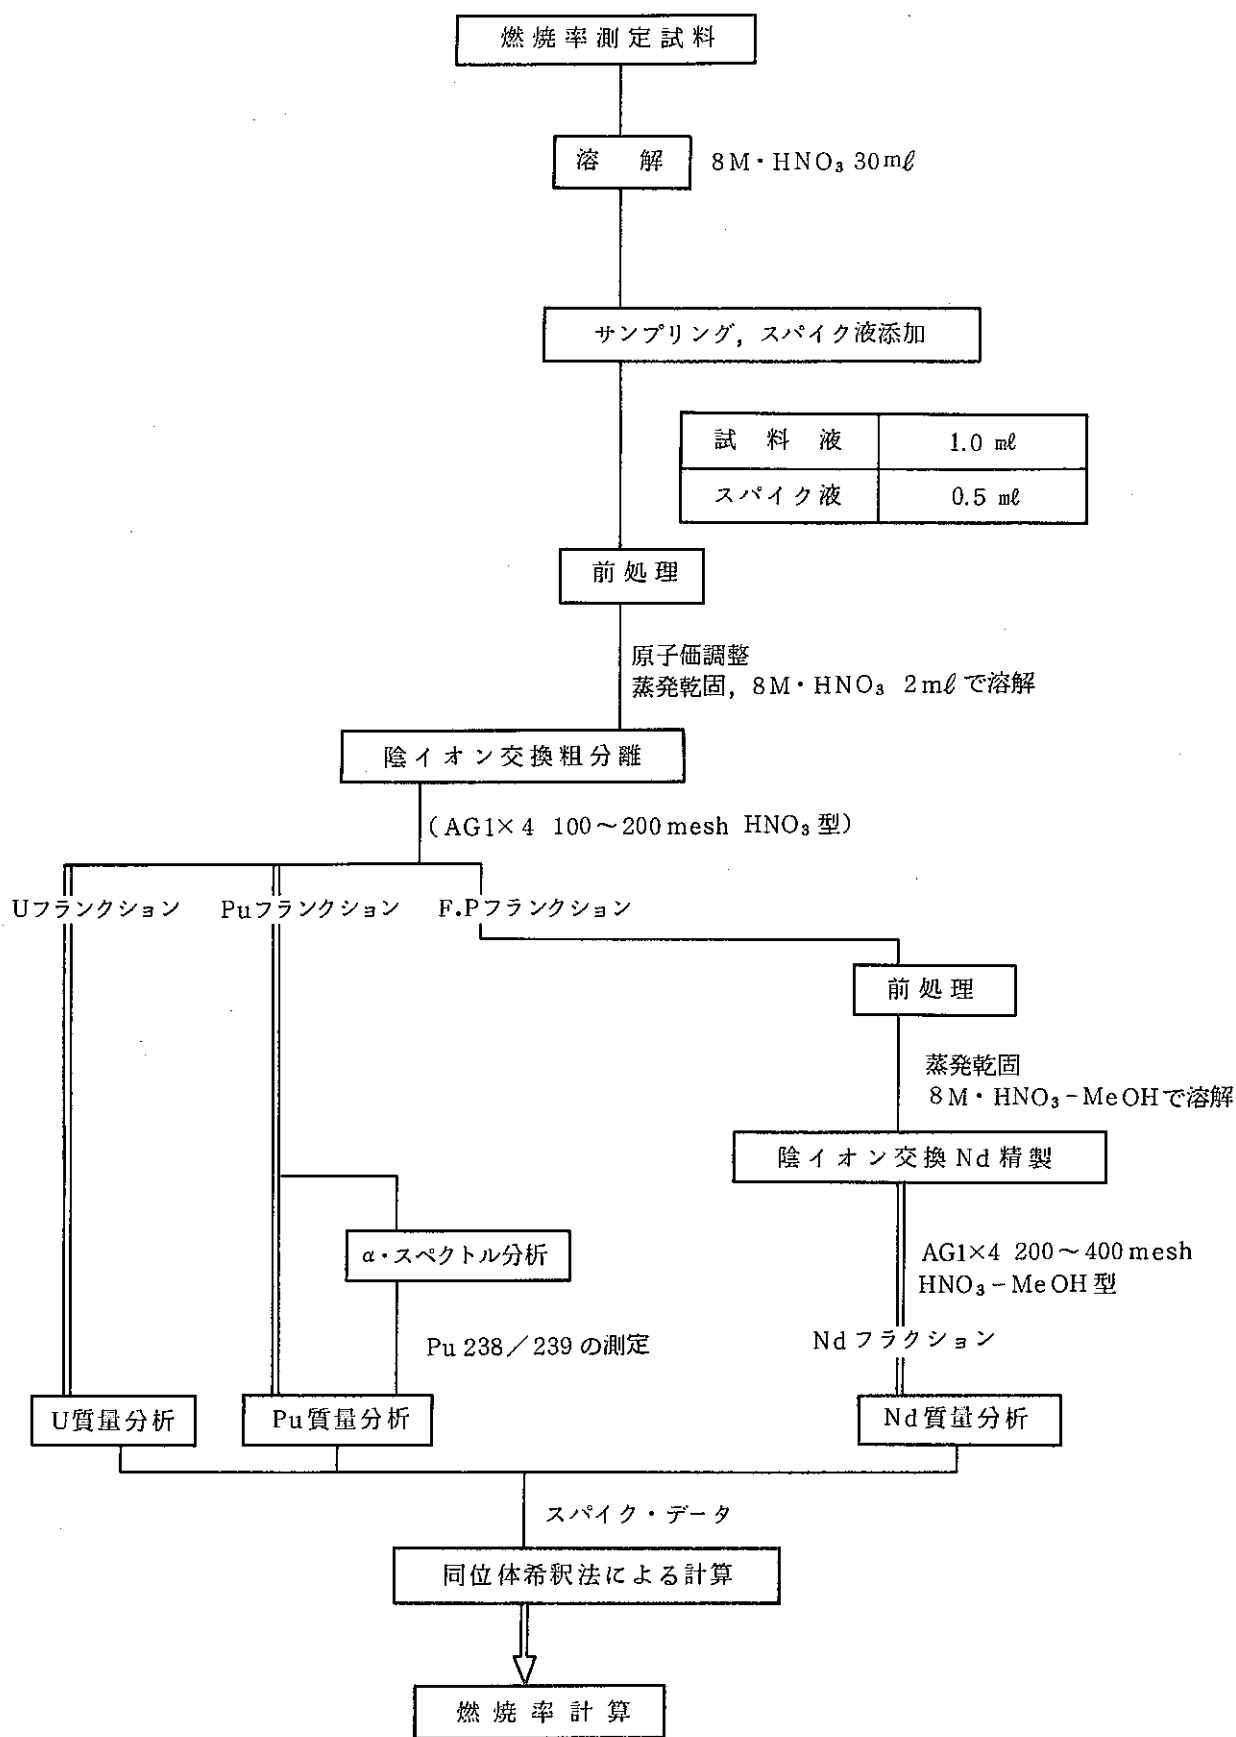 燃焼率測定試料
溶 解 8M・HNO₃ 30mℓ
サンプリング, スパイク液添加
試 料 液 1.0 mℓ
スパイク液 0.5 mℓ
前処理
原子価調整
蒸発乾固, 8M・HNO₃ 2mℓで溶解
陰イオン交換粗分離
(AG1×4 100~200mesh HNO₃型)
Uフランクション Puフランクション F.Pフランクション
前処理
蒸発乾固
8M・HNO₃-MeOHで溶解
陰イオン交換Nd精製
α・スペクトル分析
AG1×4 200~400mesh
HNO₃-MeOH型
Pu 238/239の測定
Ndフラクション
U質量分析 Pu質量分析 Nd質量分析
スパイク・データ
同位体希釈法による計算
燃焼率計算